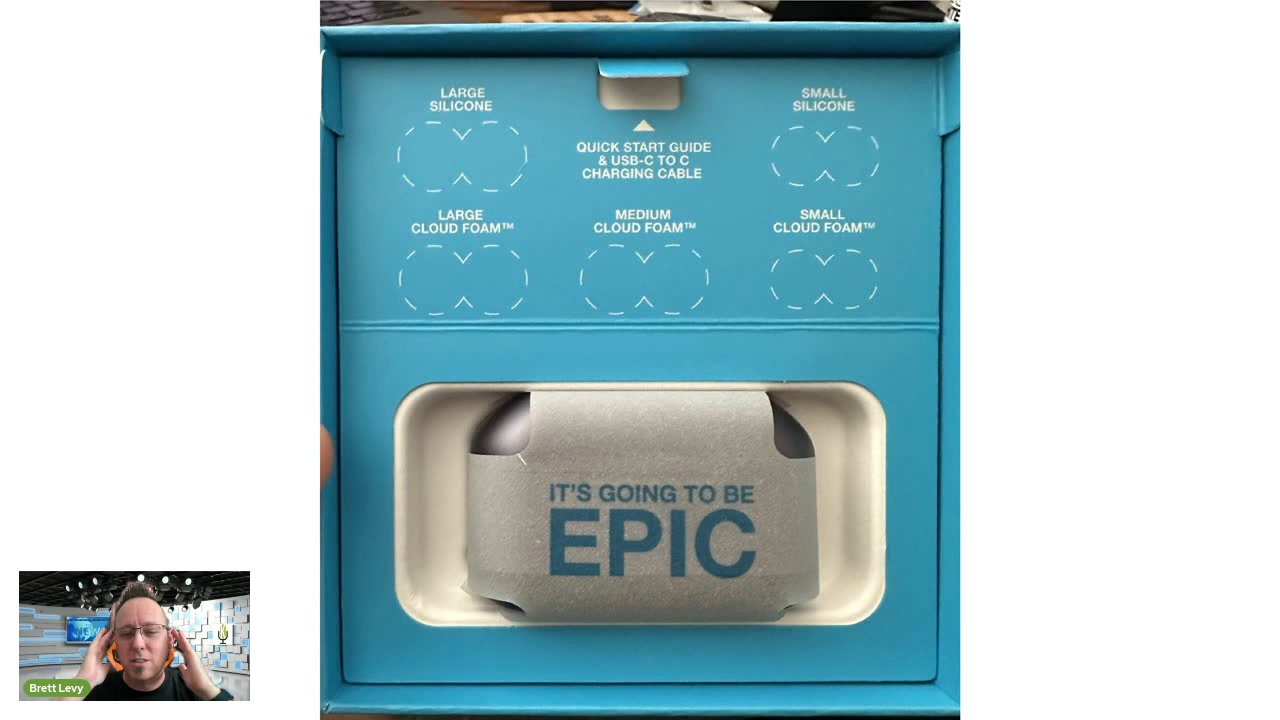 LARGE
SILICONE
SMALL
SILICONE
QUICK START GUIDE
& USB-C TO C
CHARGING CABLE
LARGE
CLOUD FOAM™
MEDIUM
CLOUD FOAM™
SMALL
CLOUD FOAM™
IT'S GOING TO BE
EPIC
Brett Levy